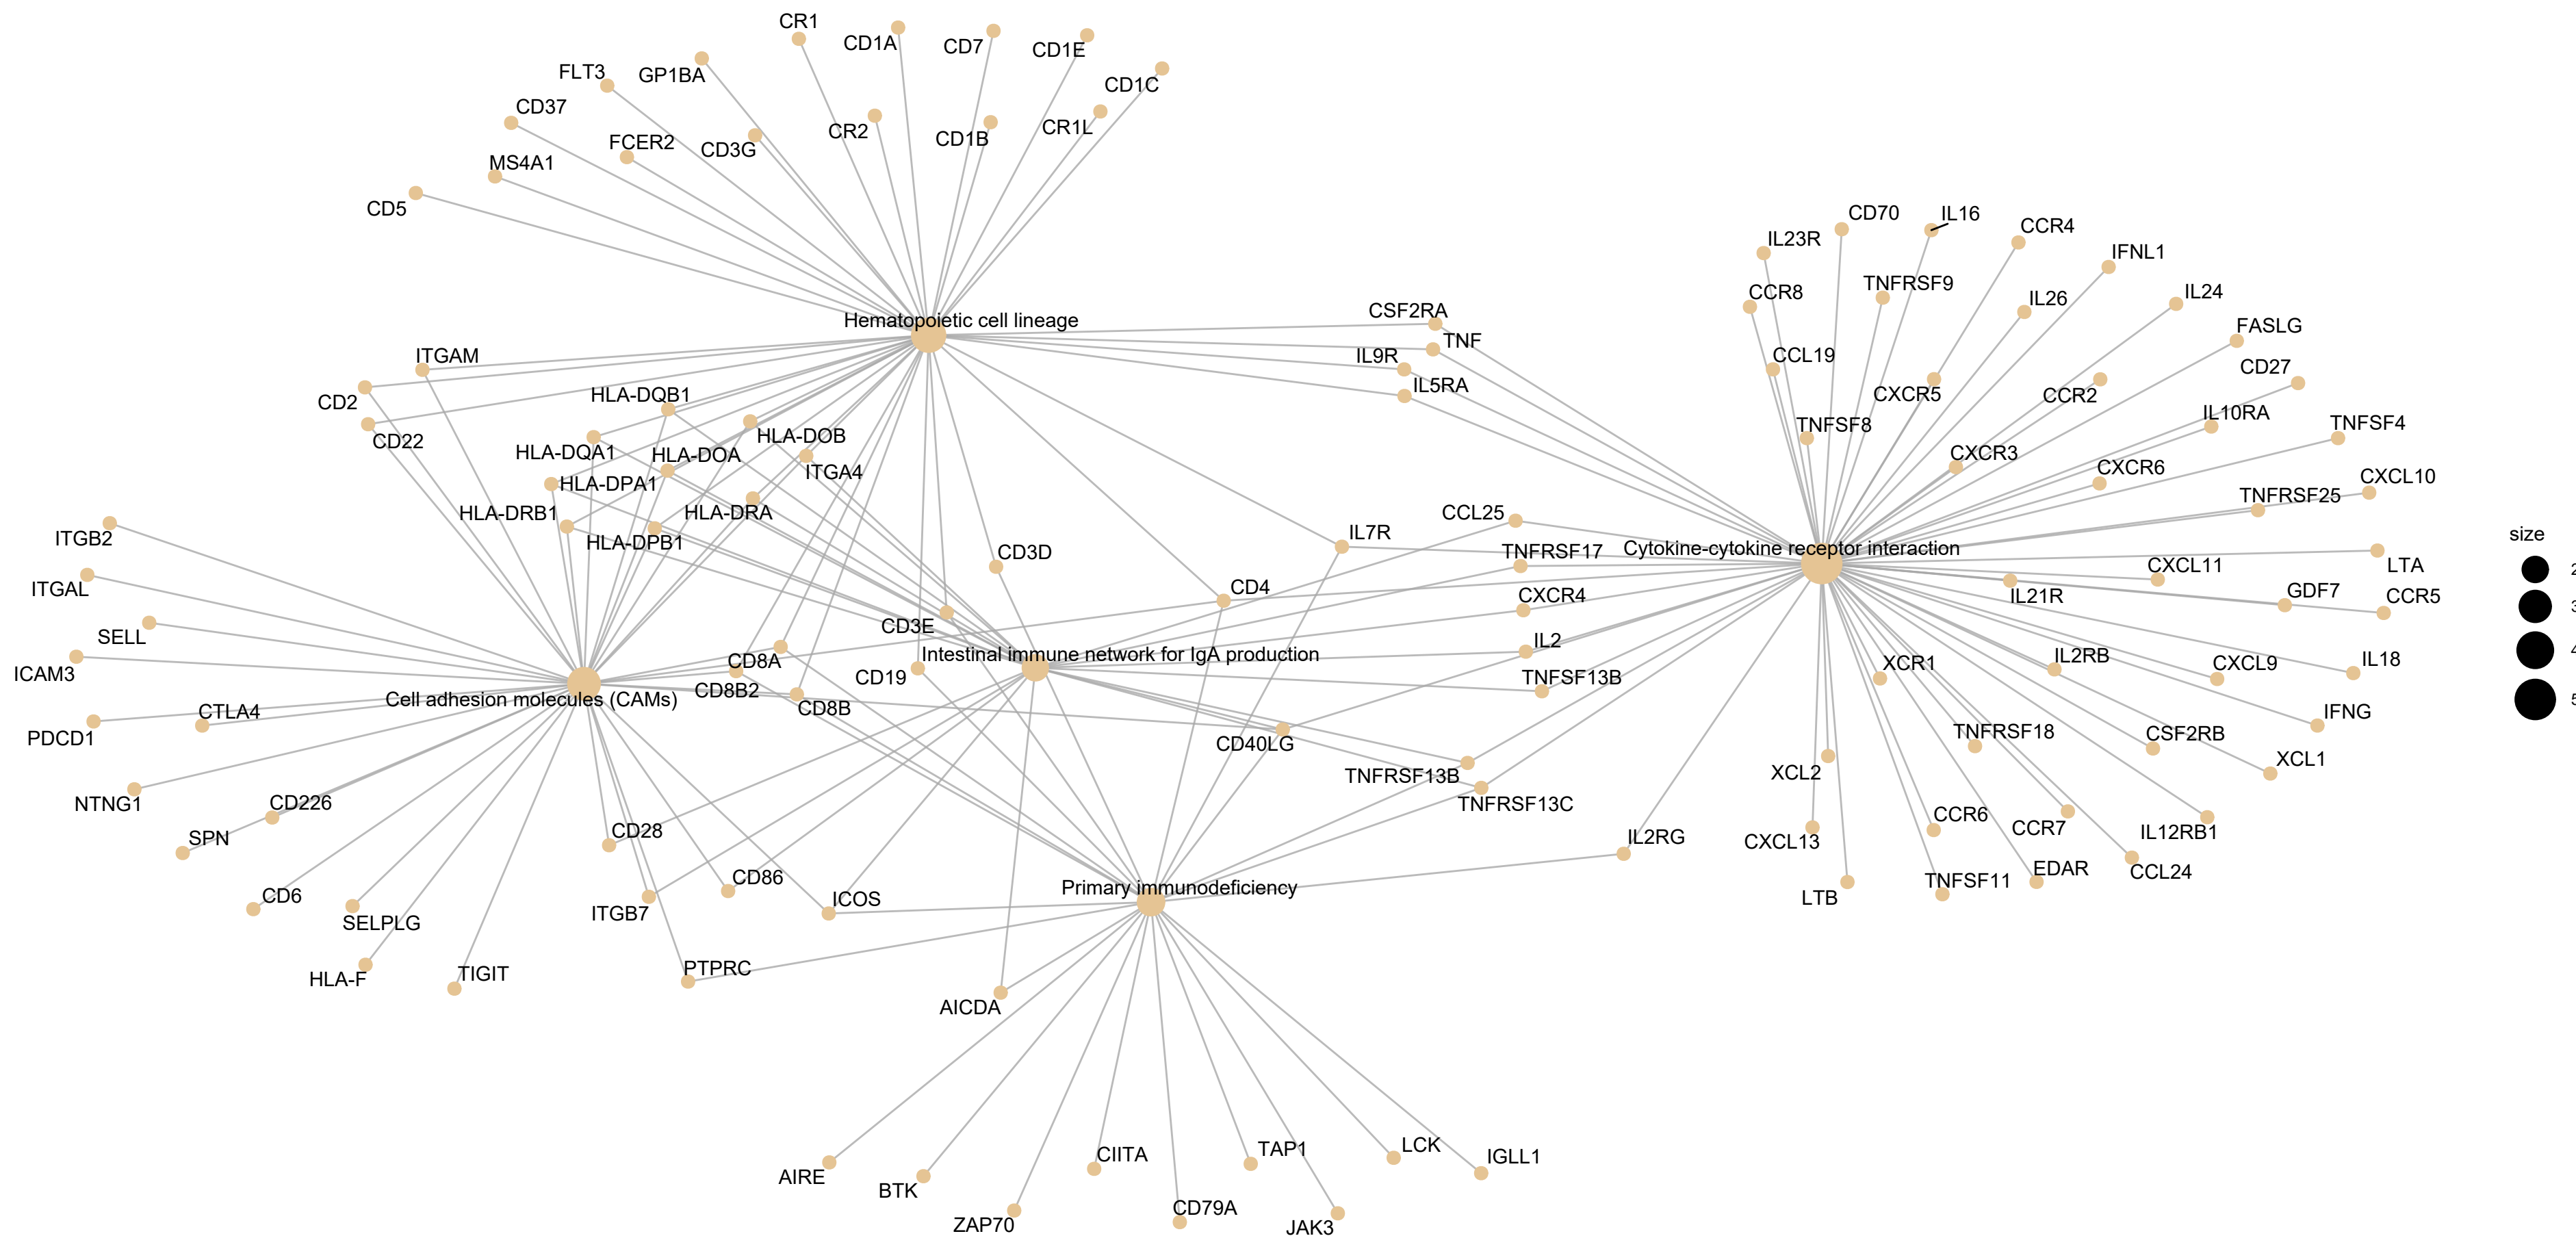 CR1
CD1A
CD7
CD1E
CD1C
FLT3
GP1BA
CD37
CR2
CD1B
CR1L
FCER2
CD3G
MS4A1
CD5
Hematopoietic cell lineage
CSF2RA
TNF
IL9R
IL5RA
ITGAM
CD2
CD22
HLA-DQB1
HLA-DOB
HLA-DQA1
HLA-DOA
ITGA4
HLA-DPA1
HLA-DRB1
HLA-DRA
HLA-DPB1
CD3D
IL7R
CD4
CD3E
CCL25
TNFRSF17
CXCR4
IL2
TNFSF13B
ITGB2
ITGAL
SELL
ICAM3
PDCD1
CTLA4
NTNG1
CD226
SPN
CD6
SELPLG
HLA-F
TIGIT
Cell adhesion molecules (CAMs)
CD8A
CD8B2
CD8B
CD19
Intestinal immune network for IgA production
CD40LG
TNFRSF13B
TNFRSF13C
IL2RG
CD28
ITGB7
CD86
ICOS
PTPRC
AICDA
Primary immunodeficiency
AIRE
BTK
ZAP70
CIITA
CD79A
TAP1
JAK3
LCK
IGLL1
CD70
IL16
CCR4
IL23R
IFNL1
CCR8
TNFRSF9
IL26
IL24
FASLG
CCL19
CXCR5
CCR2
CD27
TNFSF8
IL10RA
TNFSF4
CXCR3
CXCR6
CXCL10
TNFRSF25
Cytokine-cytokine receptor interaction
CXCL11
LTA
IL21R
GDF7
CCR5
XCR1
IL2RB
CXCL9
IL18
IFNG
TNFRSF18
CSF2RB
XCL2
XCL1
CXCL13
CCR6
CCR7
IL12RB1
LTB
TNFSF11
EDAR
CCL24
size